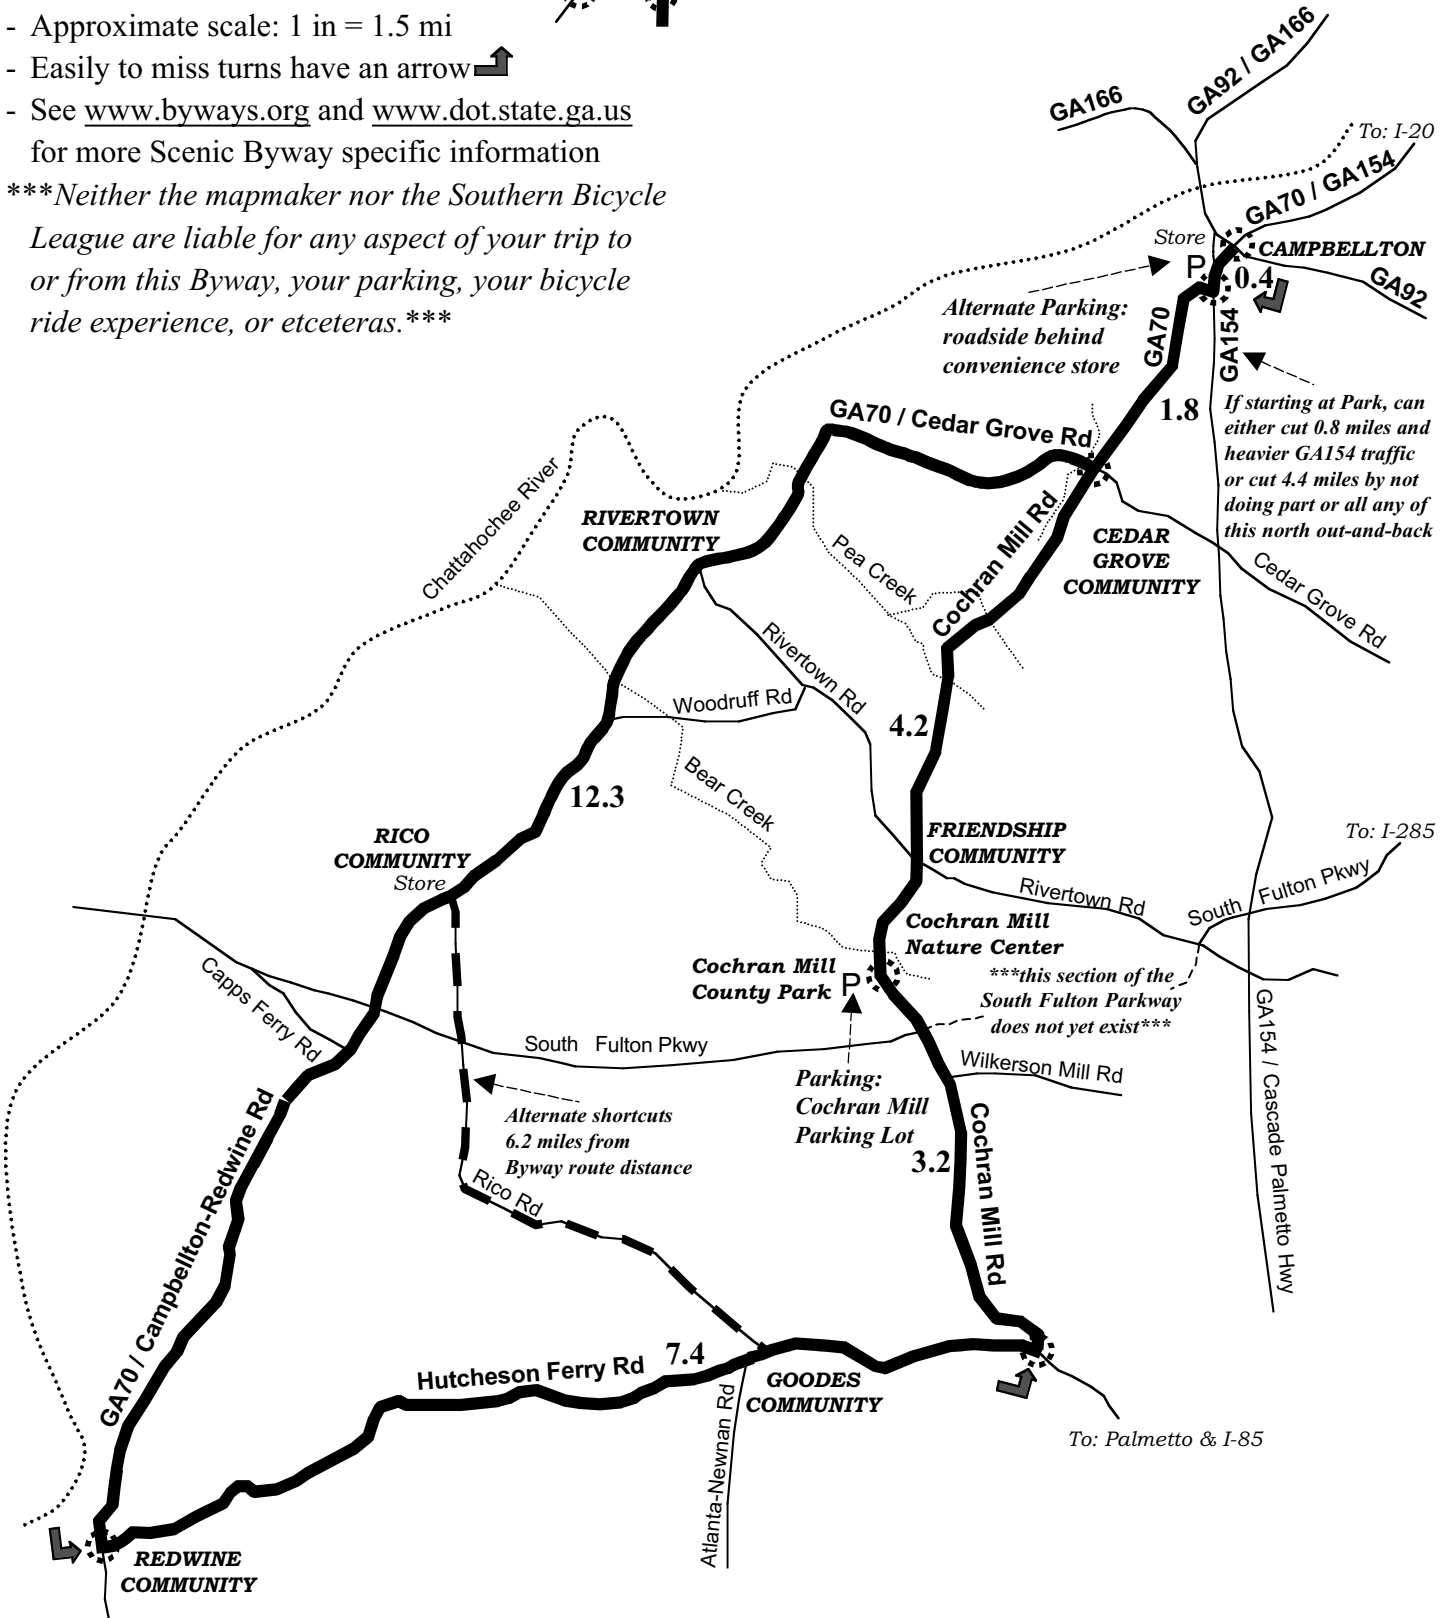 - Approximate scale: 1 in = 1.5 mi
- Easily to miss turns have an arrow
- See www.byways.org and www.dot.state.ga.us
for more Scenic Byway specific information
***Neither the mapmaker nor the Southern Bicycle
League are liable for any aspect of your trip to
or from this Byway, your parking, your bicycle
ride experience, or etceteras.***
GA166
GA92 / GA166
To: I-20
GA70 / GA154
Store
CAMPBELLTON
P
0.4
GA92
Alternate Parking:
roadside behind
convenience store
GA70
GA154
1.8
If starting at Park, can
either cut 0.8 miles and
heavier GA154 traffic
or cut 4.4 miles by not
doing part or all any of
this north out-and-back
GA70 / Cedar Grove Rd
Chattahochee River
RIVERTOWN
COMMUNITY
Cochran Mill Rd
CEDAR
GROVE
COMMUNITY
Pea Creek
Cedar Grove Rd
Rivertown Rd
Woodruff Rd
4.2
Bear Creek
12.3
RICO
COMMUNITY
Store
FRIENDSHIP
COMMUNITY
To: I-285
Rivertown Rd
South Fulton Pkwy
Cochran Mill
Nature Center
Cochran Mill
County Park
P
***this section of the
South Fulton Parkway
does not yet exist***
Capps Ferry Rd
South Fulton Pkwy
Wilkerson Mill Rd
GA154 / Cascade Palmetto Hwy
Parking:
Cochran Mill
Parking Lot
Alternate shortcuts
6.2 miles from
Byway route distance
3.2
Cochran Mill Rd
Rico Rd
GA70 / Campbellton-Redwine Rd
Hutcheson Ferry Rd
7.4
GOODES
COMMUNITY
Atlanta-Newnan Rd
To: Palmetto & I-85
REDWINE
COMMUNITY